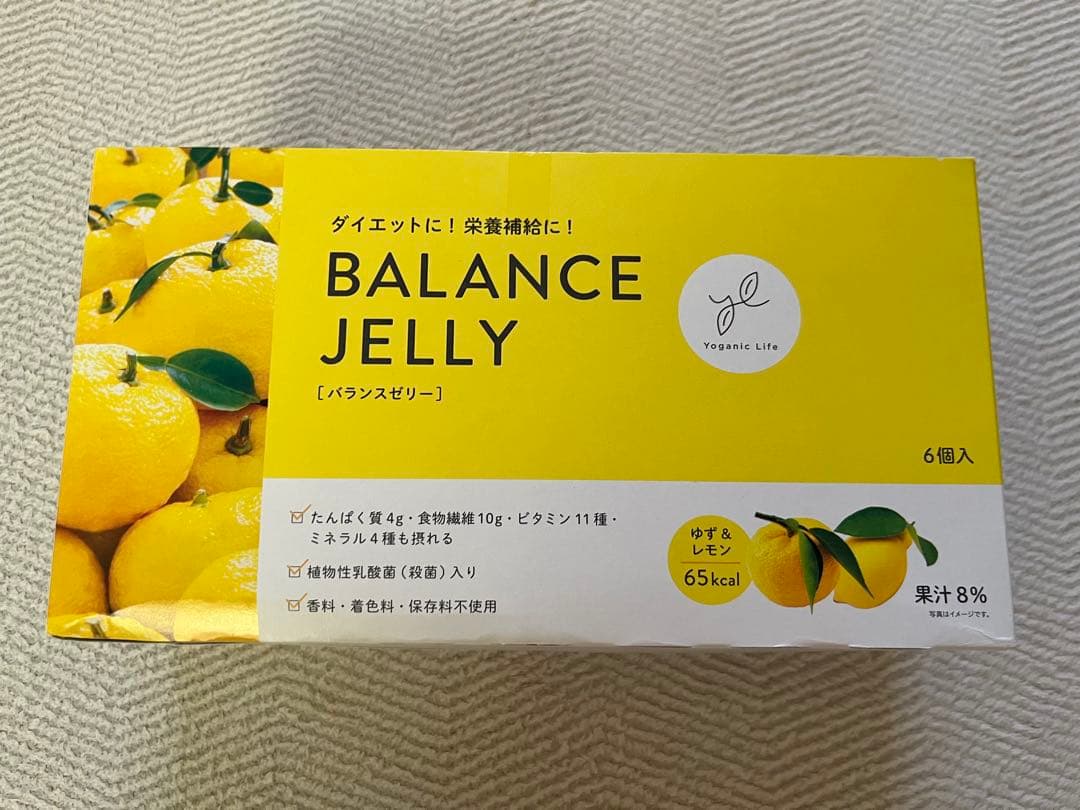 ダイエットに！栄養補給に！
BALANCE
JELLY
［バランスゼリー］
Yoganic Life
6個入
たんぱく質4g・食物繊維10g・ビタミン11種・
ミネラル4種も摂れる
植物性乳酸菌（殺菌）入り
香料・着色料・保存料不使用
ゆず＆
レモン
65kcal
果汁8%
写真はイメージです。